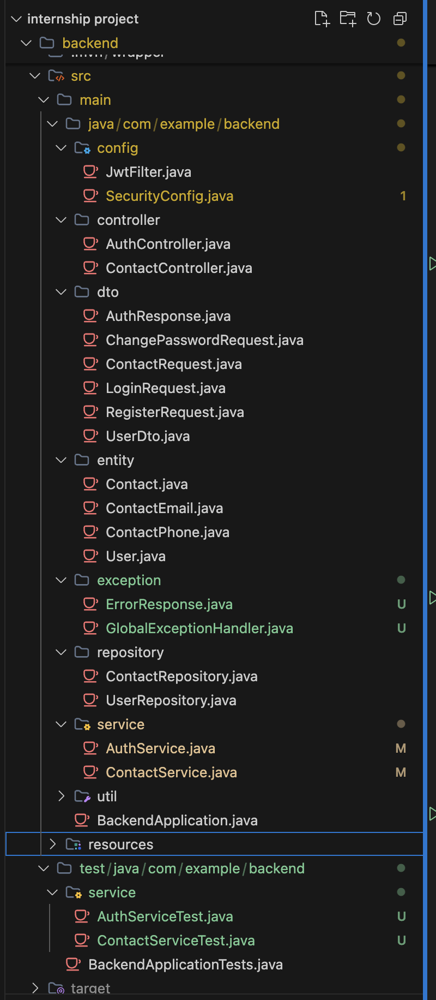 internship project
backend
.mvn/wrapper
src
main
java/com/example/backend
config
JwtFilter.java
SecurityConfig.java 1
controller
AuthController.java
ContactController.java
dto
AuthResponse.java
ChangePasswordRequest.java
ContactRequest.java
LoginRequest.java
RegisterRequest.java
UserDto.java
entity
Contact.java
ContactEmail.java
ContactPhone.java
User.java
exception
ErrorResponse.java U
GlobalExceptionHandler.java U
repository
ContactRepository.java
UserRepository.java
service
AuthService.java M
ContactService.java M
util
BackendApplication.java
resources
test/java/com/example/backend
service
AuthServiceTest.java U
ContactServiceTest.java U
BackendApplicationTests.java
target